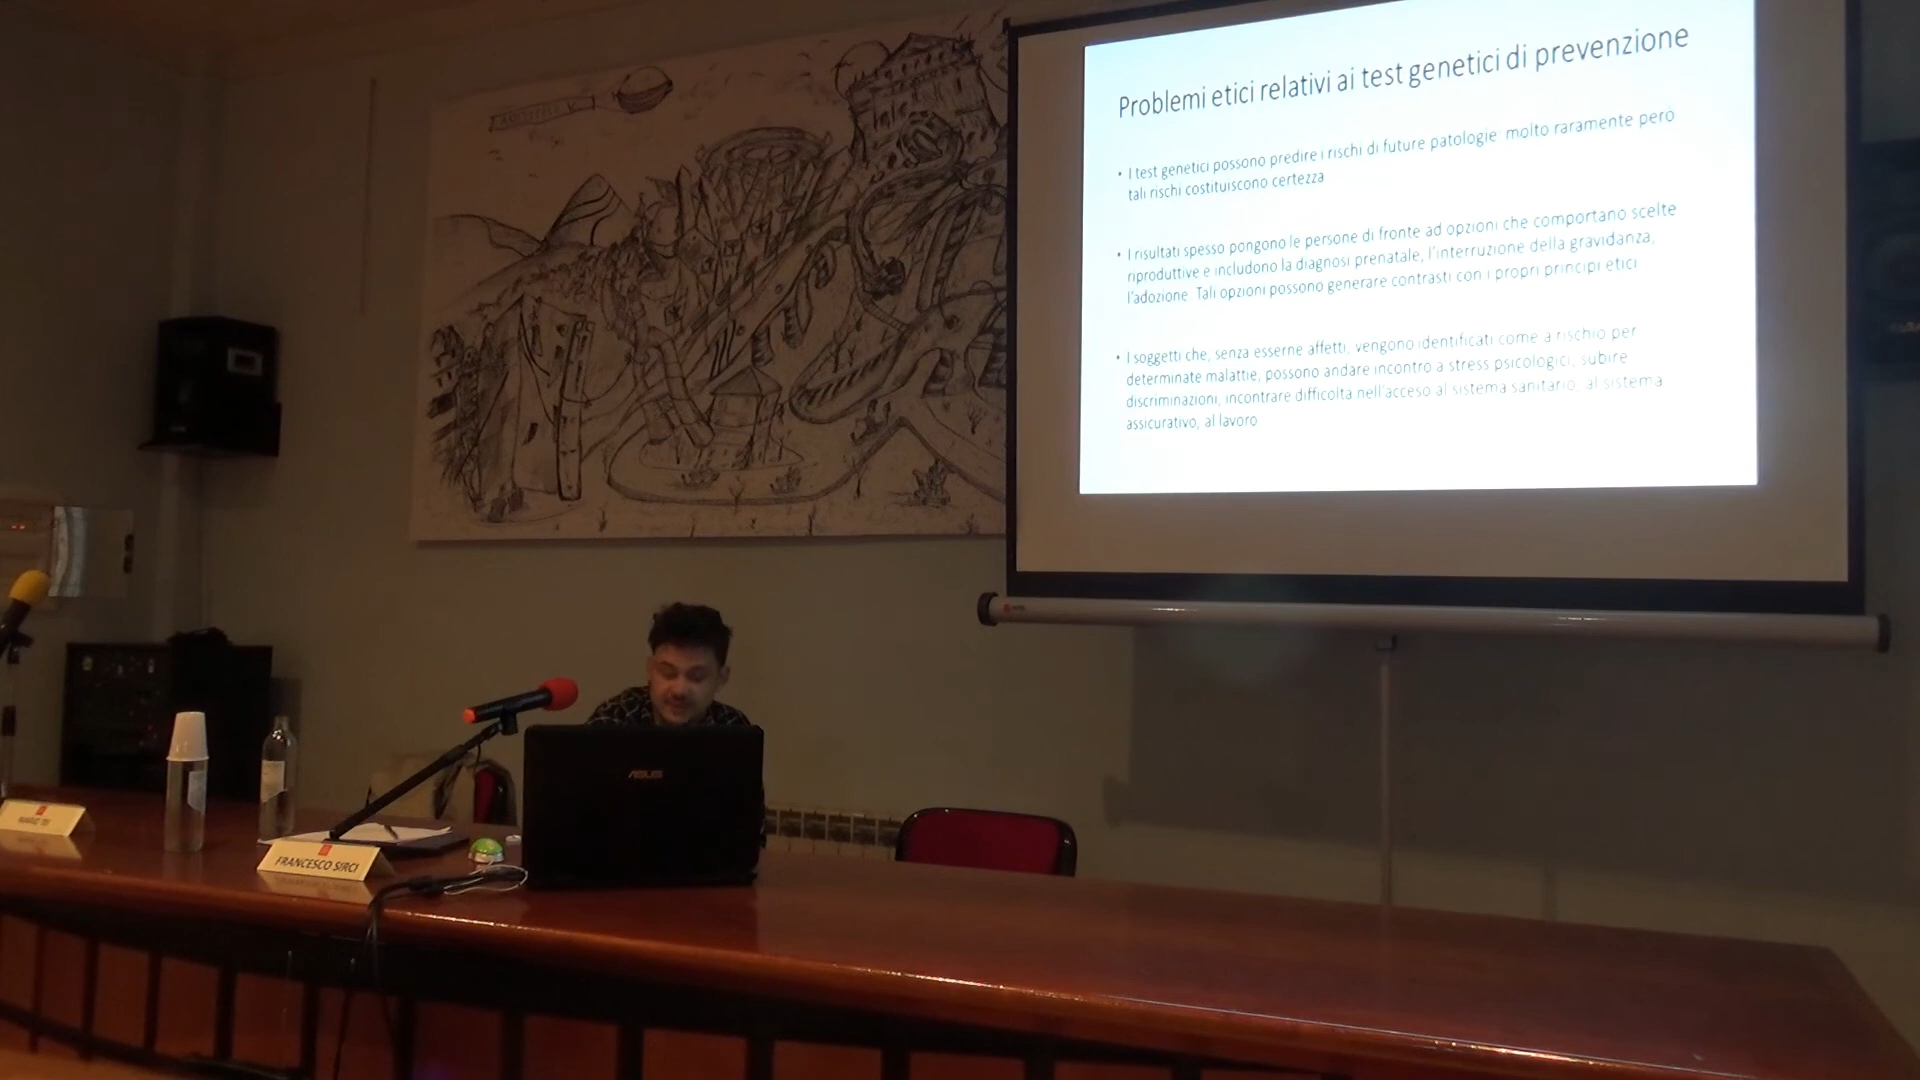 Problemi etici relativi ai test genetici di prevenzione
• I test genetici possono predire i rischi di future patologie molto raramente però
tali rischi costituiscono certezza
• I risultati spesso pongono le persone di fronte ad opzioni che comportano scelte
riproduttive e includono la diagnosi prenatale, l'interruzione della gravidanza,
l'adozione. Tali opzioni possono generare contrasti con i propri principi etici
• I soggetti che, senza esserne affetti, vengono identificati come a rischio per
determinate malattie, possono andare incontro a stress psicologici, subire
discriminazioni, incontrare difficolta nell'accesso al sistema sanitario, al sistema
assicurativo, al lavoro
ASUS
FRANCESCO SIRCI